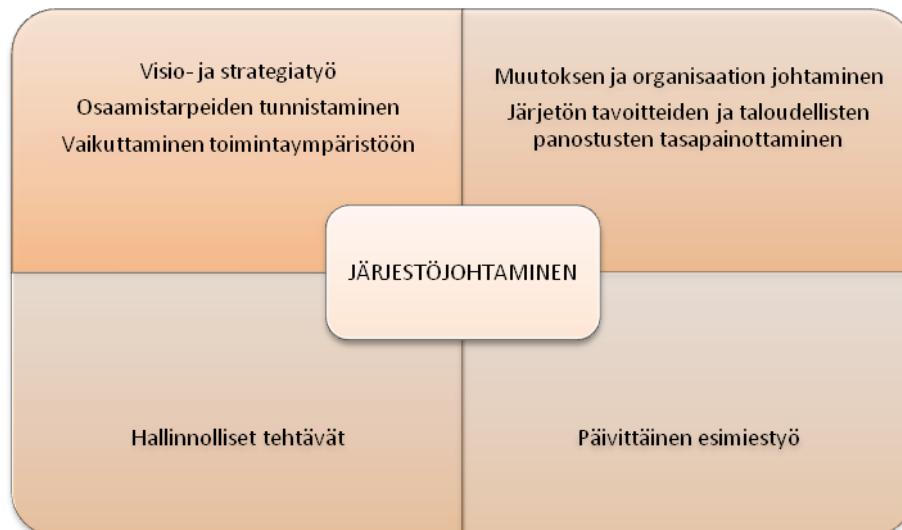 Visio- ja strategiatyö
Osaamistarpeiden tunnistaminen
Vaikuttaminen toimintaympäristöön
Muutoksen ja organisaation johtaminen
Järjetön tavoitteiden ja taloudellisten
panostusten tasapainottaminen
JÄRJESTÖJOHTAMINEN
Hallinnolliset tehtävät
Päivittäinen esimiestyö